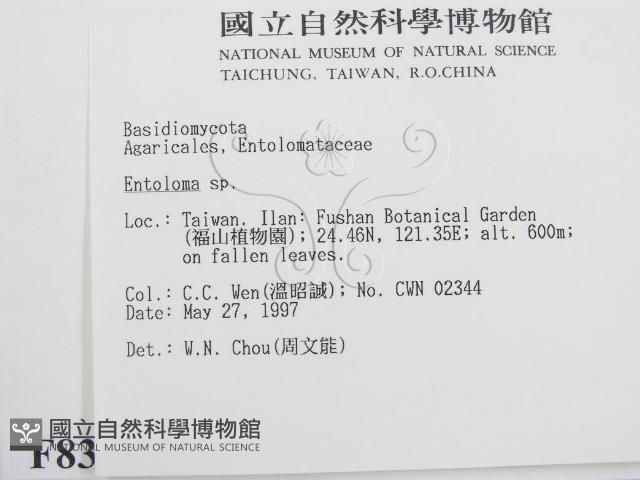 國立自然科學博物館
NATIONAL MUSEUM OF NATURAL SCIENCE
TAICHUNG, TAIWAN, R.O.CHINA
Basidiomycota
Agaricales, Entolomataceae
Entoloma sp.
Loc.: Taiwan. Ilan: Fushan Botanical Garden
(福山植物園); 24.46N, 121.35E; alt. 600m;
on fallen leaves.
Col.: C.C. Wen(溫昭誠); No. CWN 02344
Date: May 27, 1997
Det.: W.N. Chou(周文能)
國立自然科學博物館
NATIONAL MUSEUM OF NATURAL SCIENCE
F83